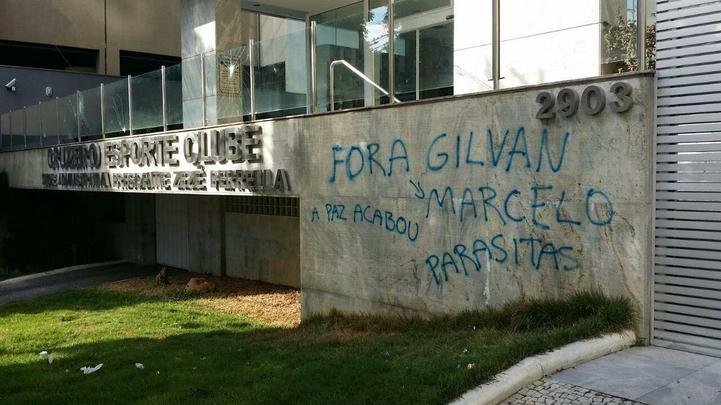 2903
CRUZEIRO ESPORTE CLUBE
SEDE ADMINISTRATIVA PRESIDENTE ZEZÉ PERRELLA
FORA GILVAN
MARCELO
A PAZ ACABOU
PARASITAS